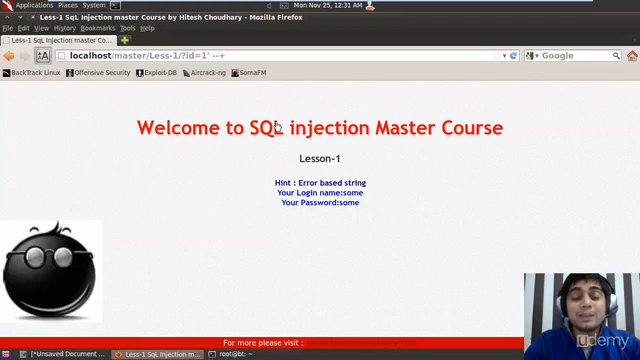 Applications Places System
Mon Nov 25, 12:31 AM
Less-1 SqL Injection master Course by Hitesh Choudhary - Mozilla Firefox
File Edit View History Bookmarks Tools Help
Less-1 SqL Injection master Co...
localhost/master/Less-1/?id=1' --+
Google
BackTrack Linux Offensive Security Exploit-DB Aircrack-ng SomaFM
Welcome to SQL injection Master Course
Lesson-1
Hint : Error based string
Your Login name:some
Your Password:some
udemy
For more please visit :
[*Unsaved Document ... Less-1 SqL Injection m... root@bt: ~